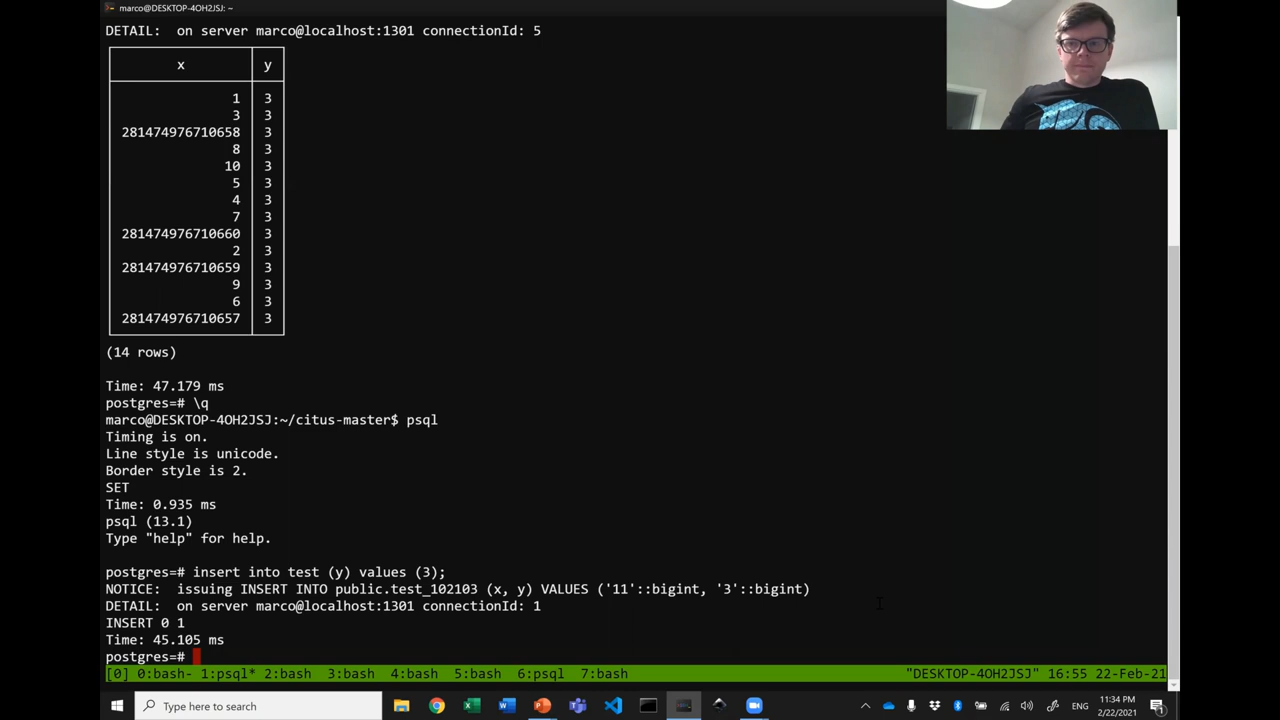 marco@DESKTOP-4OH2JSJ: ~
DETAIL:  on server marco@localhost:1301 connectionId: 5
x y
1 3
3 3
281474976710658 3
8 3
10 3
5 3
4 3
7 3
281474976710660 3
2 3
281474976710659 3
9 3
6 3
281474976710657 3
(14 rows)
Time: 47.179 ms
postgres=# \q
marco@DESKTOP-4OH2JSJ:~/citus-master$ psql
Timing is on.
Line style is unicode.
Border style is 2.
SET
Time: 0.935 ms
psql (13.1)
Type "help" for help.
postgres=# insert into test (y) values (3);
NOTICE:  issuing INSERT INTO public.test_102103 (x, y) VALUES ('11'::bigint, '3'::bigint)
DETAIL:  on server marco@localhost:1301 connectionId: 1
INSERT 0 1
Time: 45.105 ms
postgres=#
[0] 0:bash- 1:psql* 2:bash  3:bash  4:bash  5:bash  6:psql  7:bash "DESKTOP-4OH2JSJ" 16:55 22-Feb-21
Type here to search
ENG
11:34 PM
2/22/2021